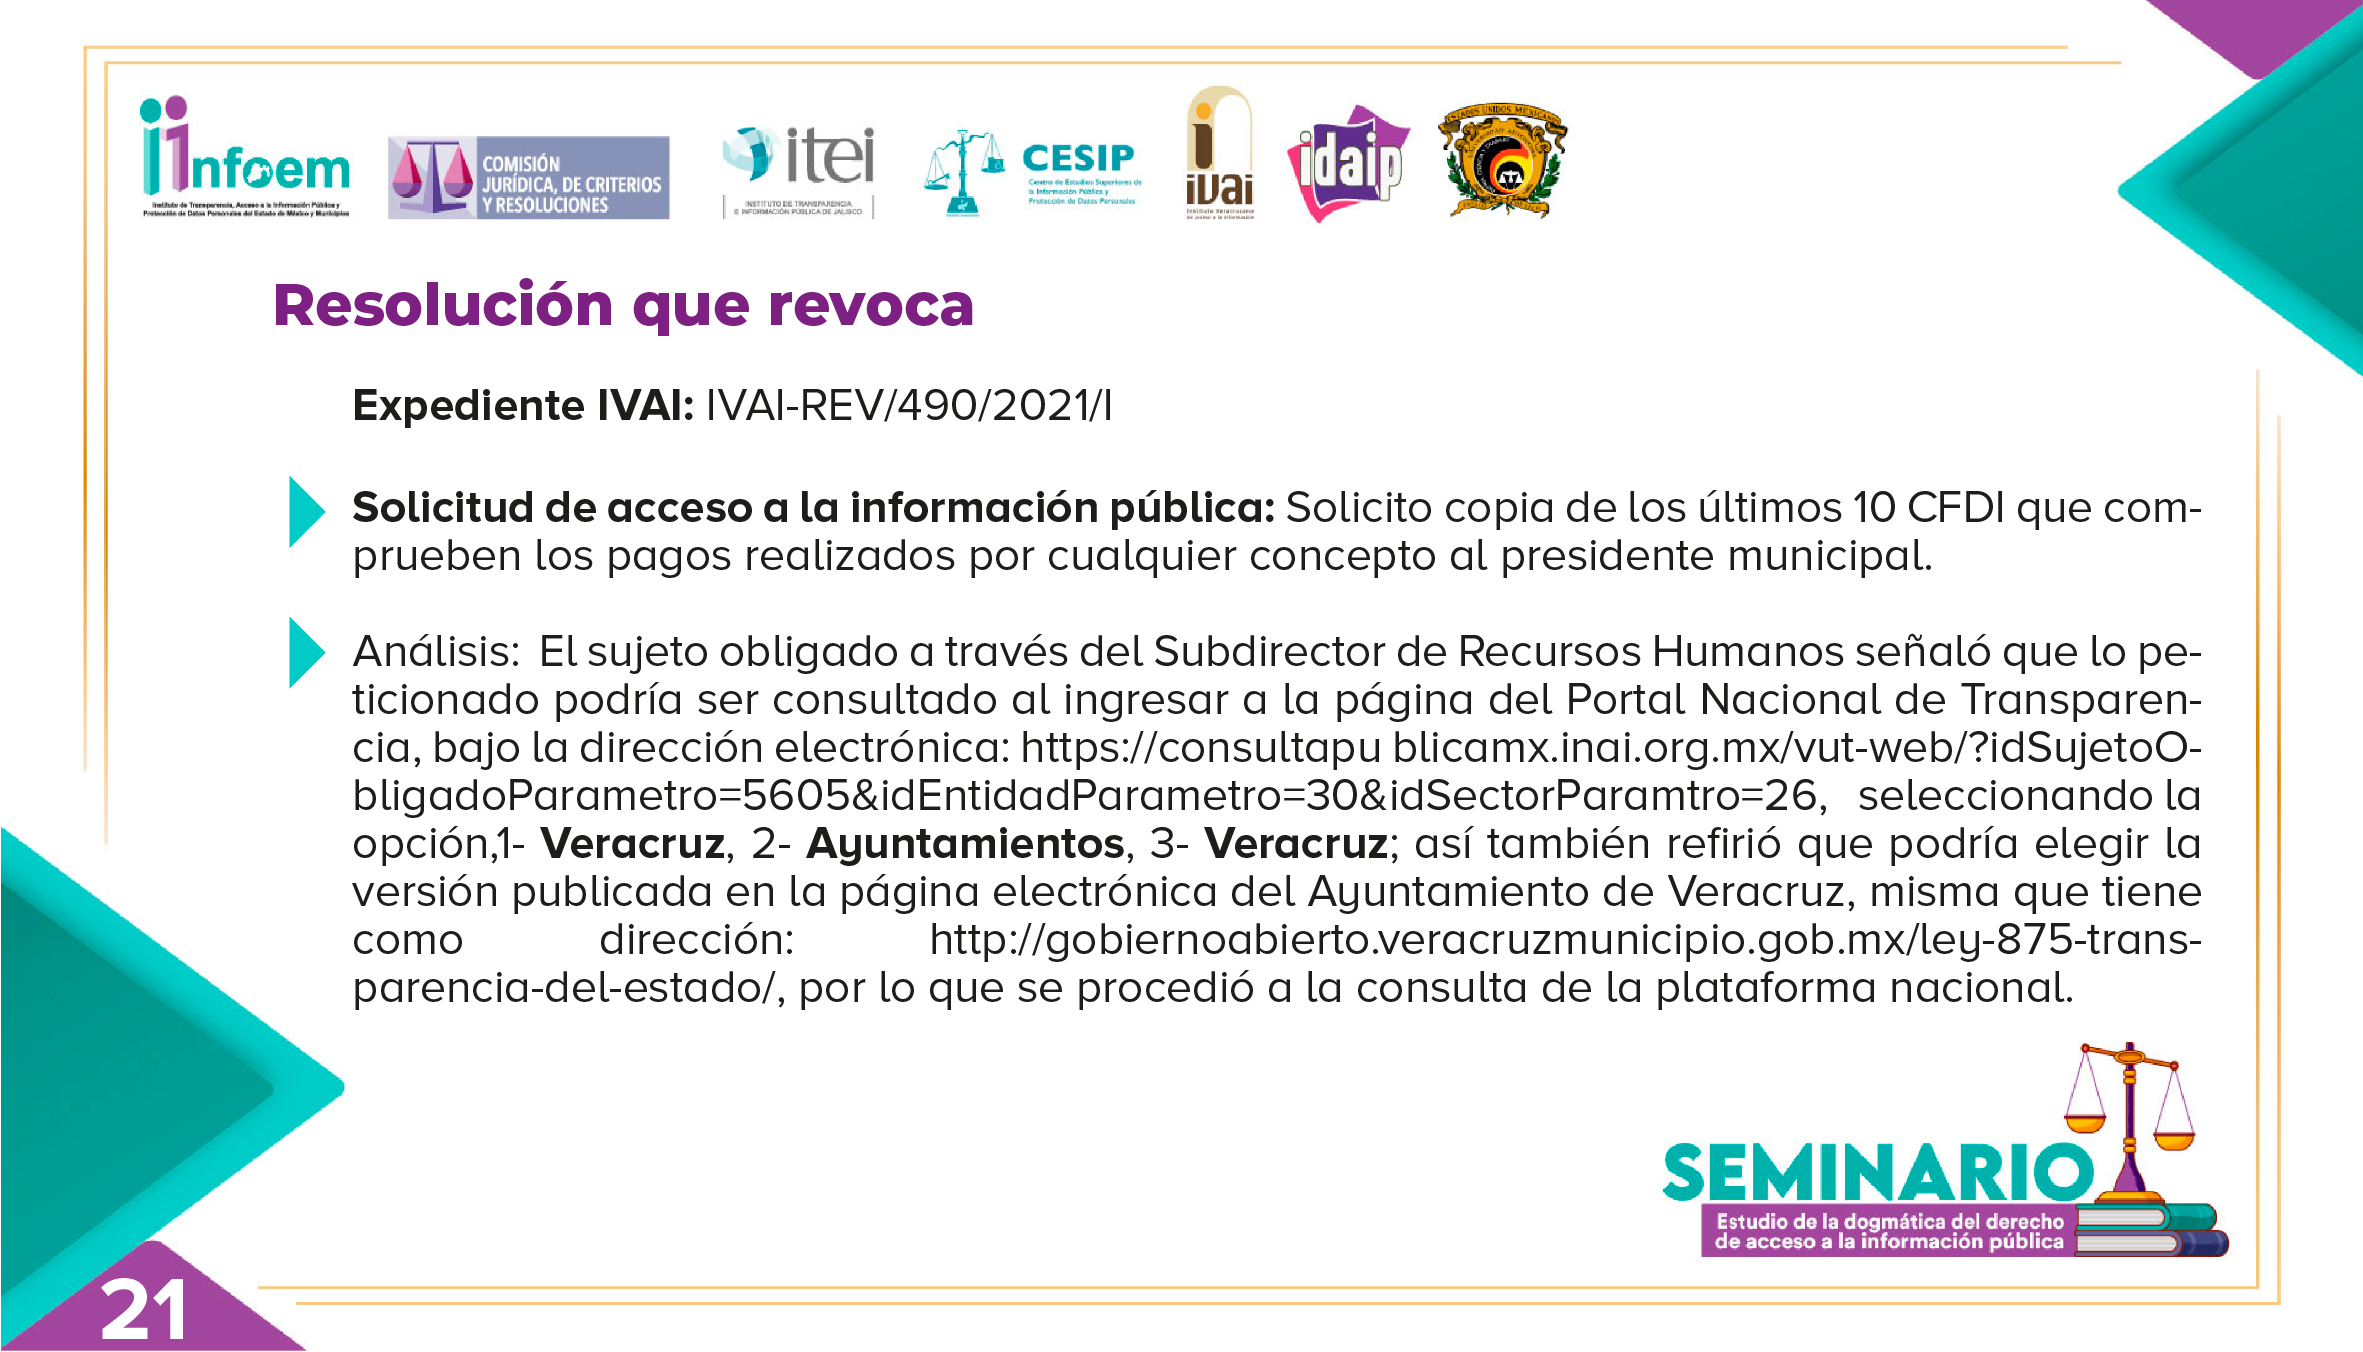 infoem
Instituto de Transparencia, Acceso a la Información Pública y
Protección de Datos Personales del Estado de México y Municipios
COMISIÓN
JURÍDICA, DE CRITERIOS
Y RESOLUCIONES
itei
INSTITUTO DE TRANSPARENCIA
E INFORMACIÓN PÚBLICA DE JALISCO
CESIP
Centro de Estudios Superiores de
la Información Pública y
Protección de Datos Personales
iVai
Instituto Veracruzano
de acceso a la información
idaip
ESTADOS UNIDOS MEXICANOS
Resolución que revoca
Expediente IVAI: IVAI-REV/490/2021/I
Solicitud de acceso a la información pública: Solicito copia de los últimos 10 CFDI que com-
prueben los pagos realizados por cualquier concepto al presidente municipal.
Análisis: El sujeto obligado a través del Subdirector de Recursos Humanos señaló que lo pe-
ticionado podría ser consultado al ingresar a la página del Portal Nacional de Transparen-
cia, bajo la dirección electrónica: https://consultapu blicamx.inai.org.mx/vut-web/?idSujetoO-
bligadoParametro=5605&idEntidadParametro=30&idSectorParamtro=26, seleccionando la
opción,1- Veracruz, 2- Ayuntamientos, 3- Veracruz; así también refirió que podría elegir la
versión publicada en la página electrónica del Ayuntamiento de Veracruz, misma que tiene
como dirección: http://gobiernoabierto.veracruzmunicipio.gob.mx/ley-875-trans-
parencia-del-estado/, por lo que se procedió a la consulta de la plataforma nacional.
SEMINARIO
Estudio de la dogmática del derecho
de acceso a la información pública
21